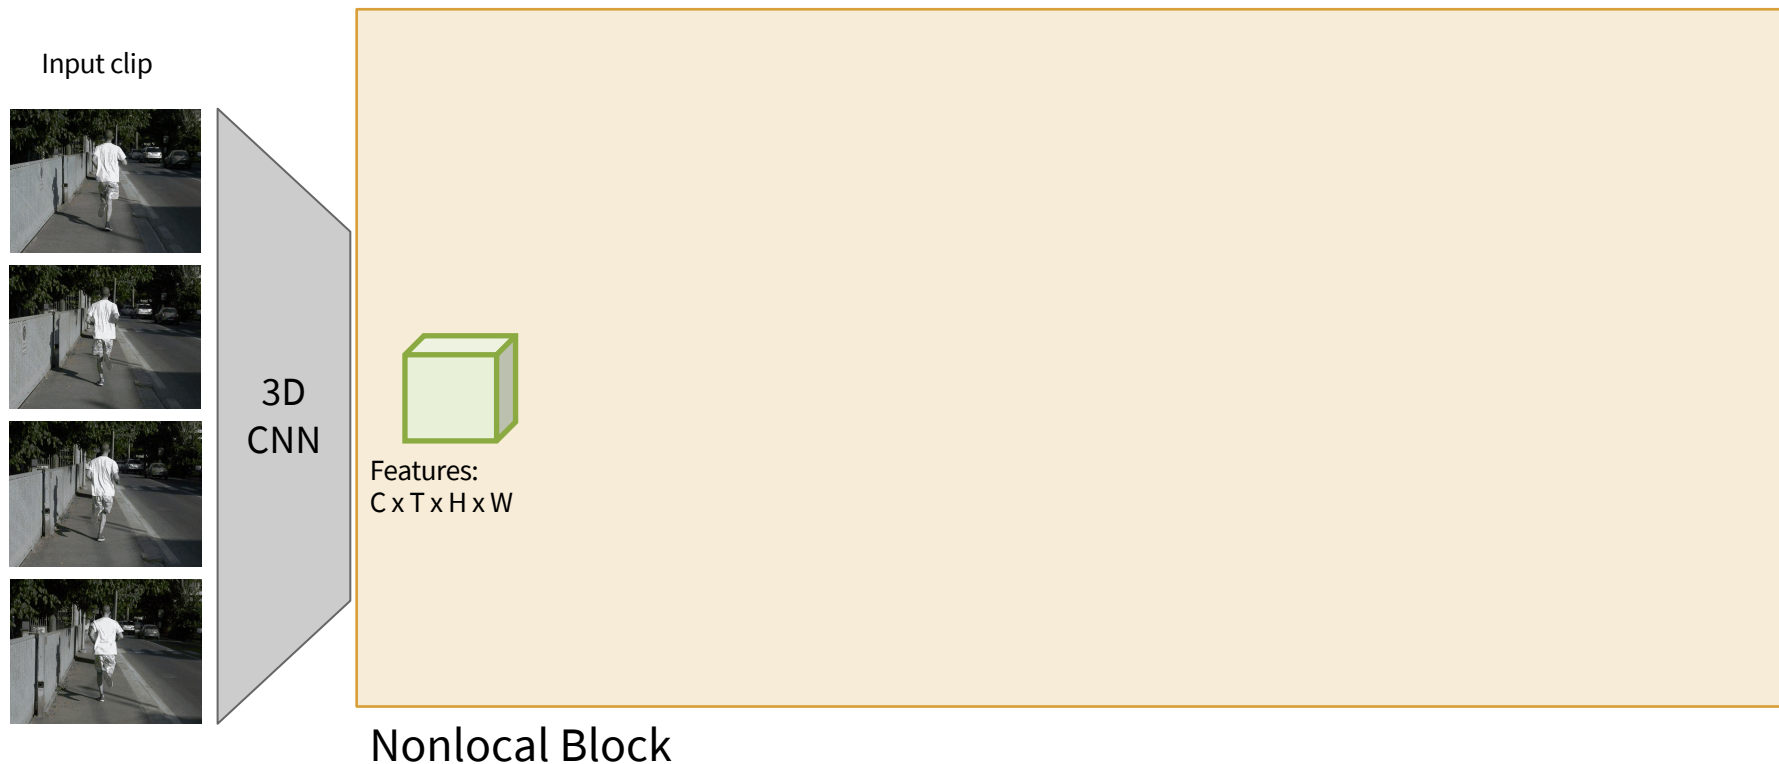 Input clip
3D
CNN
Features:
C x T x H x W
Nonlocal Block